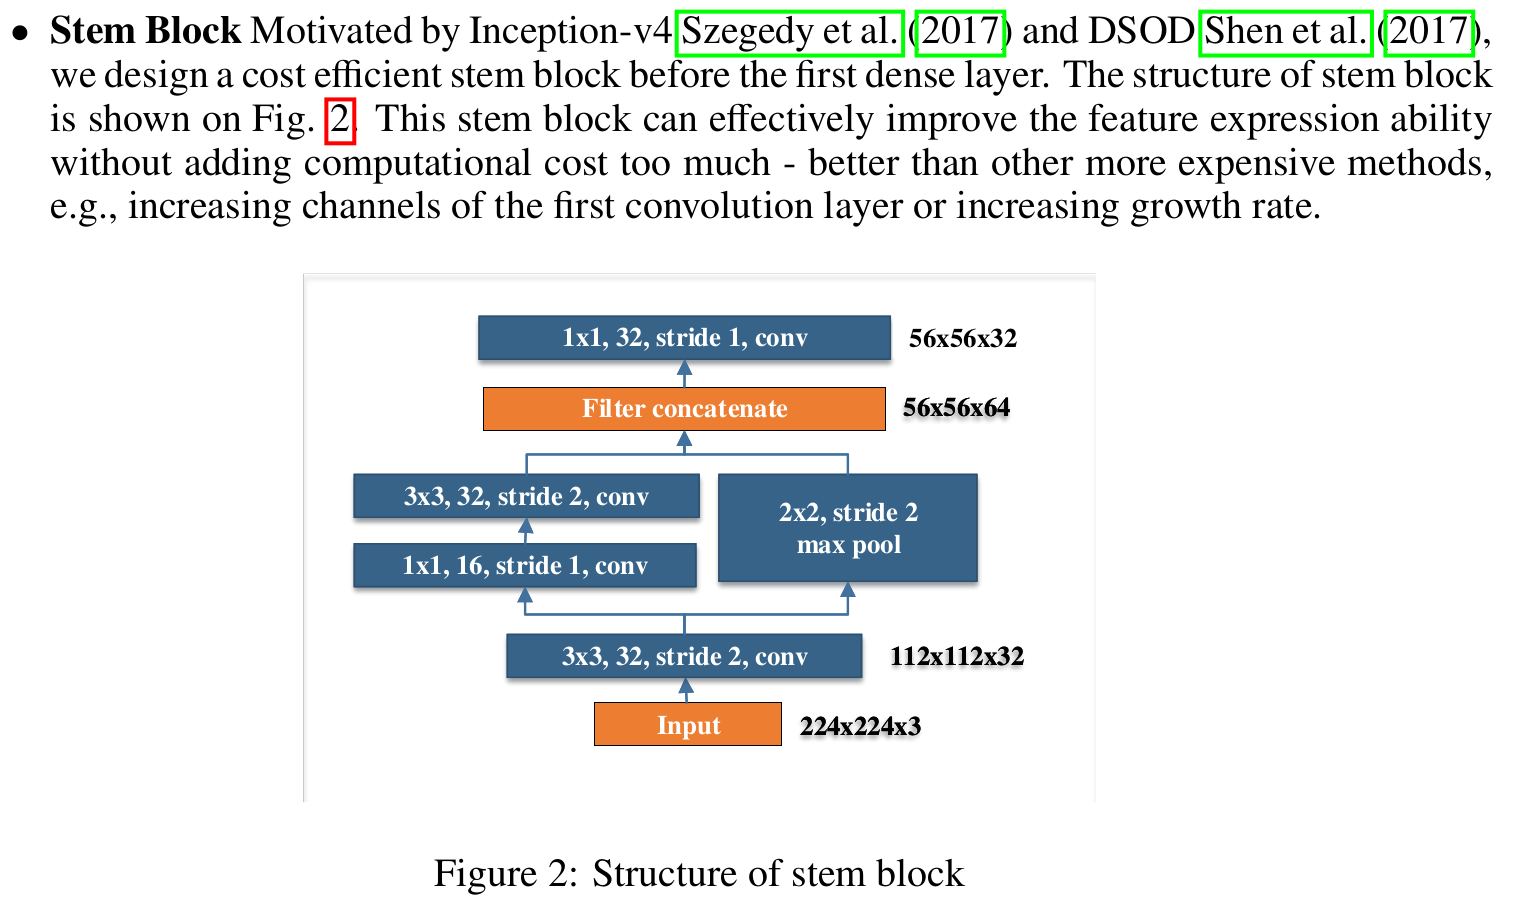 • Stem Block Motivated by Inception-v4 Szegedy et al. (2017) and DSOD Shen et al. (2017),
we design a cost efficient stem block before the first dense layer. The structure of stem block
is shown on Fig. 2. This stem block can effectively improve the feature expression ability
without adding computational cost too much - better than other more expensive methods,
e.g., increasing channels of the first convolution layer or increasing growth rate.
1x1, 32, stride 1, conv 56x56x32
Filter concatenate 56x56x64
3x3, 32, stride 2, conv
2x2, stride 2
max pool
1x1, 16, stride 1, conv
3x3, 32, stride 2, conv 112x112x32
Input 224x224x3
Figure 2: Structure of stem block